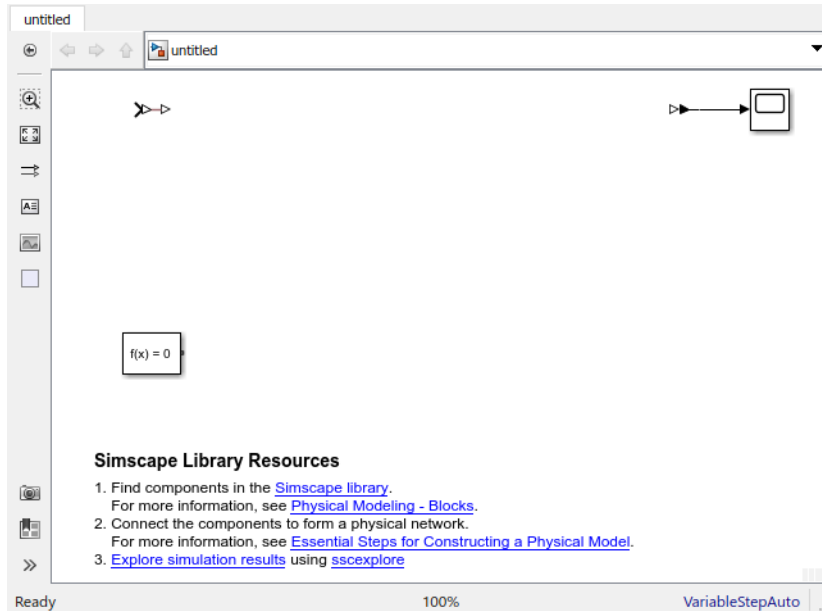 untitled
untitled
f(x) = 0
Simscape Library Resources
1. Find components in the Simscape library.
For more information, see Physical Modeling - Blocks.
2. Connect the components to form a physical network.
For more information, see Essential Steps for Constructing a Physical Model.
3. Explore simulation results using sscexplore
Ready
100%
VariableStepAuto